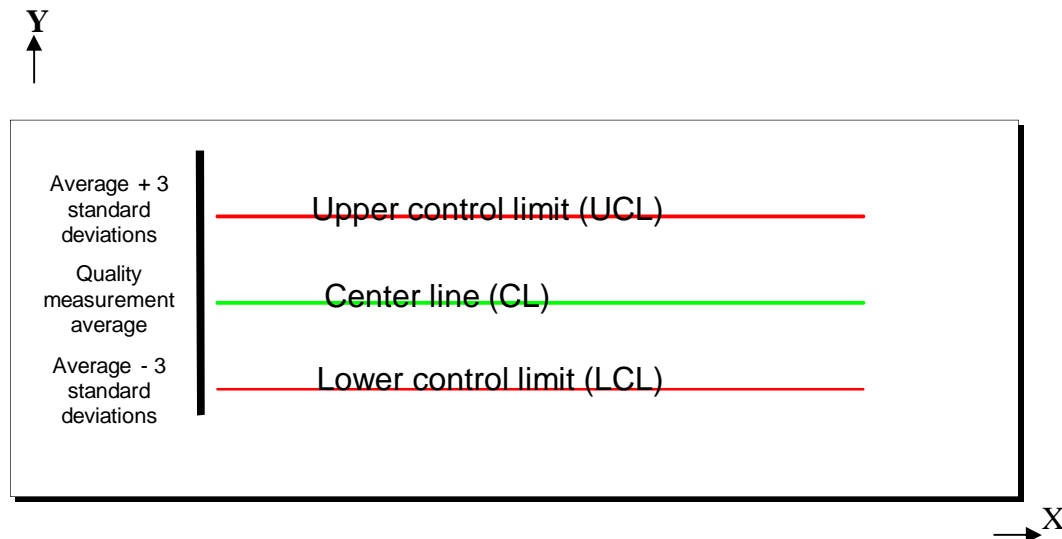 Y
Average + 3
standard
deviations
Upper control limit (UCL)
Quality
measurement
average
Center line (CL)
Average - 3
standard
deviations
Lower control limit (LCL)
X